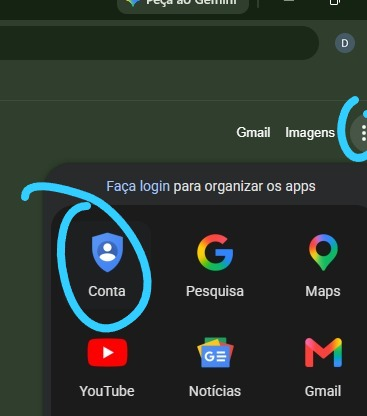 Peça ao Gemini
D
Gmail Imagens
Faça login para organizar os apps
Conta Pesquisa Maps
YouTube Notícias Gmail